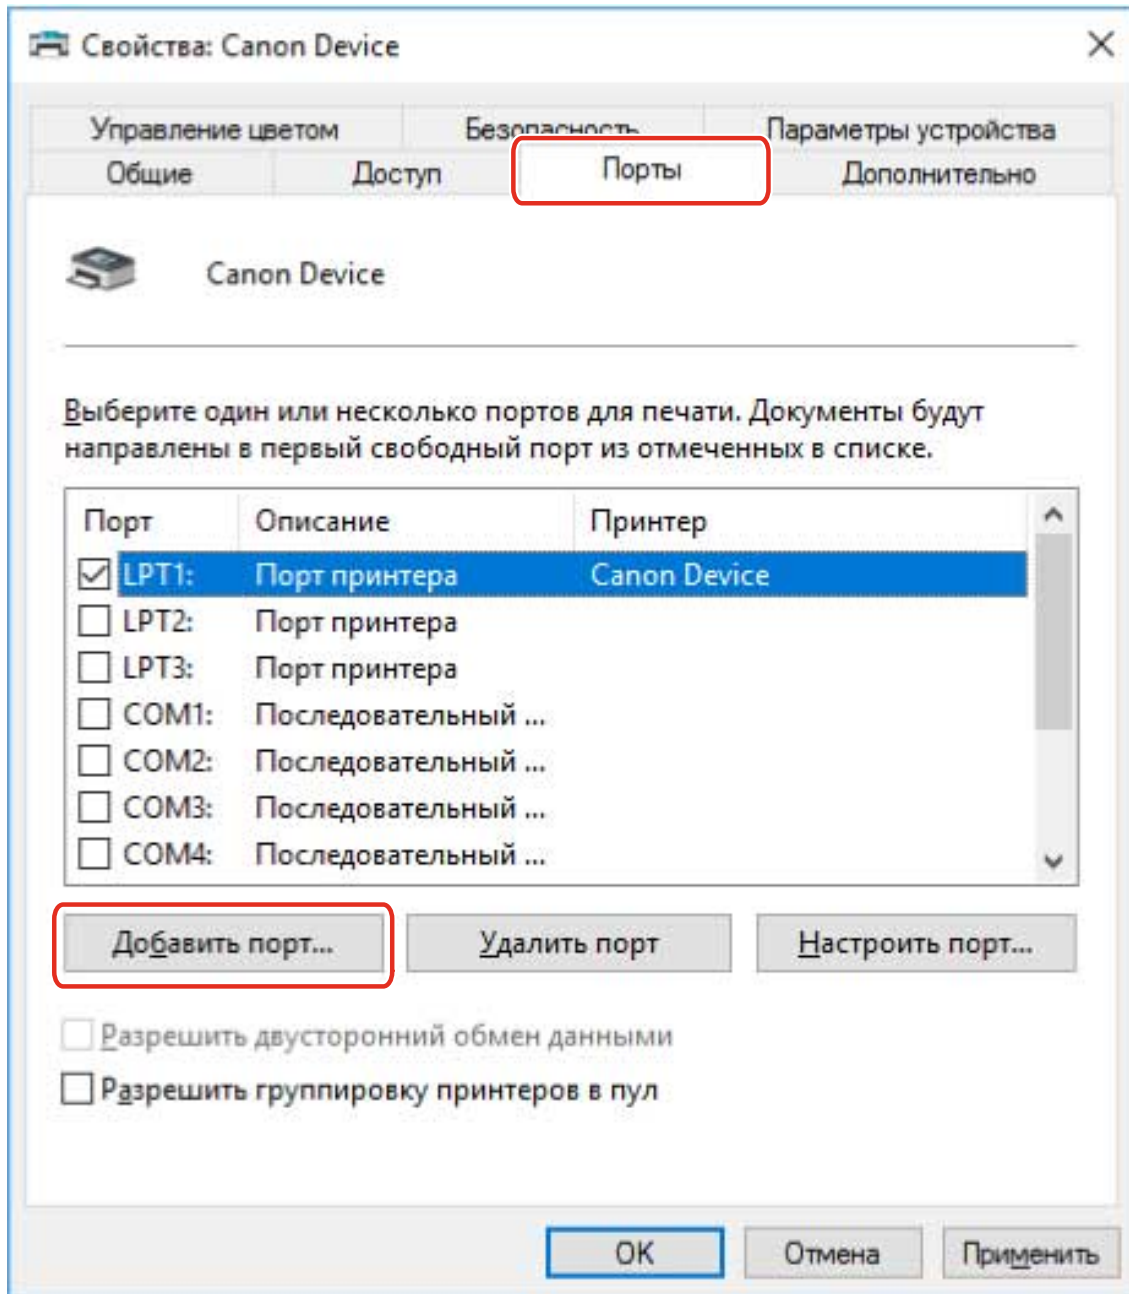 Свойства: Canon Device
Управление цветом Безопасность Параметры устройства
Общие Доступ Порты Дополнительно
Canon Device
Выберите один или несколько портов для печати. Документы будут
направлены в первый свободный порт из отмеченных в списке.
Порт Описание Принтер
LPT1: Порт принтера Canon Device
LPT2: Порт принтера
LPT3: Порт принтера
COM1: Последовательный ...
COM2: Последовательный ...
COM3: Последовательный ...
COM4: Последовательный ...
Добавить порт... Удалить порт Настроить порт...
Разрешить двусторонний обмен данными
Разрешить группировку принтеров в пул
OK Отмена Применить